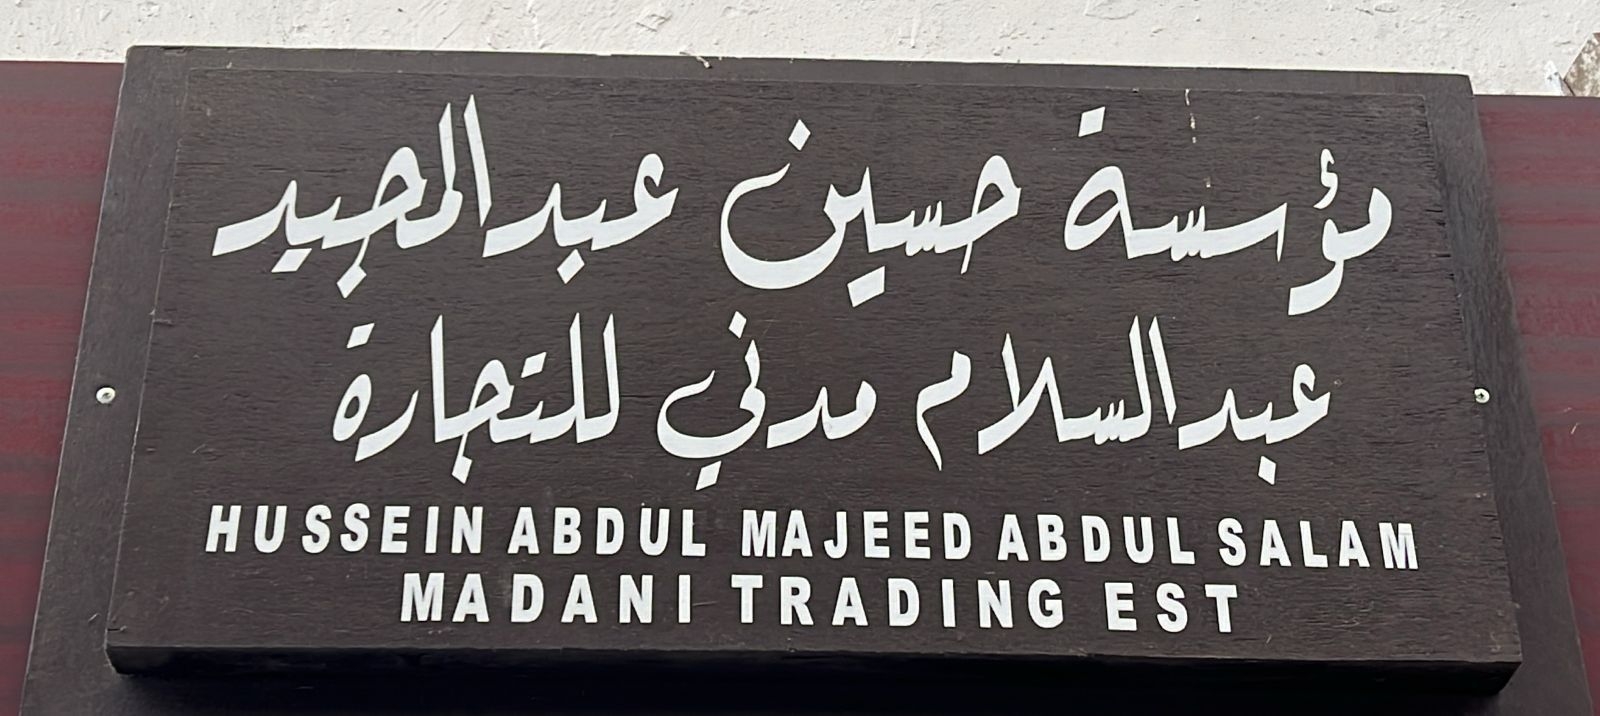 مؤسسة حسين عبدالمجيد
عبدالسلام مدني للتجارة
HUSSEIN ABDUL MAJEED ABDUL SALAM
MADANI TRADING EST